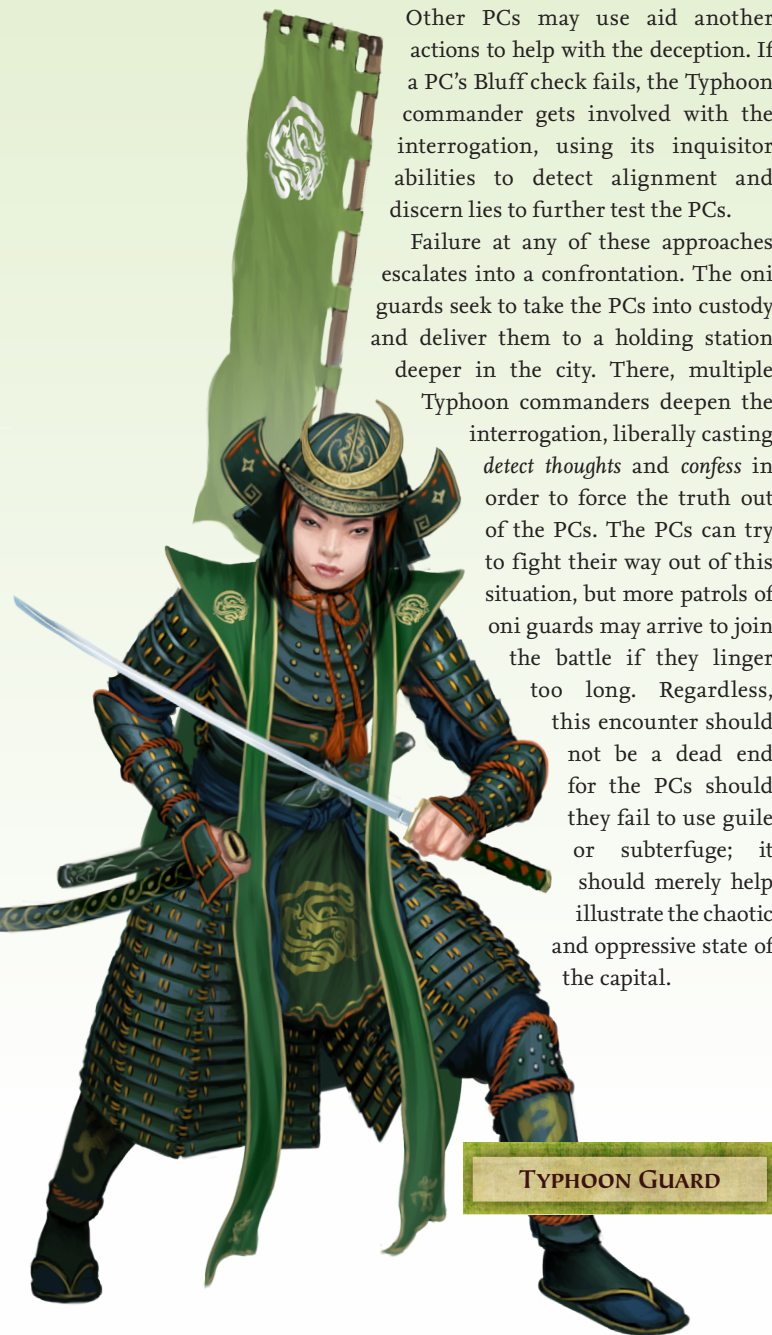 Other PCs may use aid another
actions to help with the deception. If
a PC’s Bluff check fails, the Typhoon
commander gets involved with the
interrogation, using its inquisitor
abilities to detect alignment and
discern lies to further test the PCs.
Failure at any of these approaches
escalates into a confrontation. The oni
guards seek to take the PCs into custody
and deliver them to a holding station
deeper in the city. There, multiple
Typhoon commanders deepen the
interrogation, liberally casting
detect thoughts and confess in
order to force the truth out
of the PCs. The PCs can try
to fight their way out of this
situation, but more patrols of
oni guards may arrive to join
the battle if they linger
too long. Regardless,
this encounter should
not be a dead end
for the PCs should
they fail to use guile
or subterfuge; it
should merely help
illustrate the chaotic
and oppressive state of
the capital.
Typhoon Guard